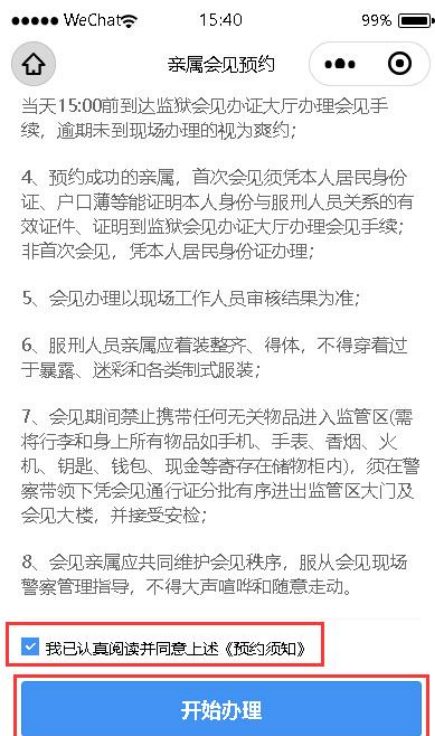 WeChat 15:40 99%
亲属会见预约
当天15:00前到达监狱会见办证大厅办理会见手
续，逾期未到现场办理的视为爽约；
4、预约成功的亲属，首次会见须凭本人居民身份
证、户口薄等能证明本人身份与服刑人员关系的有
效证件、证明到监狱会见办证大厅办理会见手续；
非首次会见，凭本人居民身份证办理；
5、会见办理以现场工作人员审核结果为准；
6、服刑人员亲属应着装整齐、得体，不得穿着过
于暴露、迷彩和各类制式服装；
7、会见期间禁止携带任何无关物品进入监管区(需
将行李和身上所有物品如手机、手表、香烟、火
机、钥匙、钱包、现金等寄存在储物柜内)，须在警
察带领下凭会见通行证分批有序进出监管区大门及
会见大楼，并接受安检；
8、会见亲属应共同维护会见秩序，服从会见现场
警察管理指导，不得大声喧哗和随意走动。
我已认真阅读并同意上述《预约须知》
开始办理